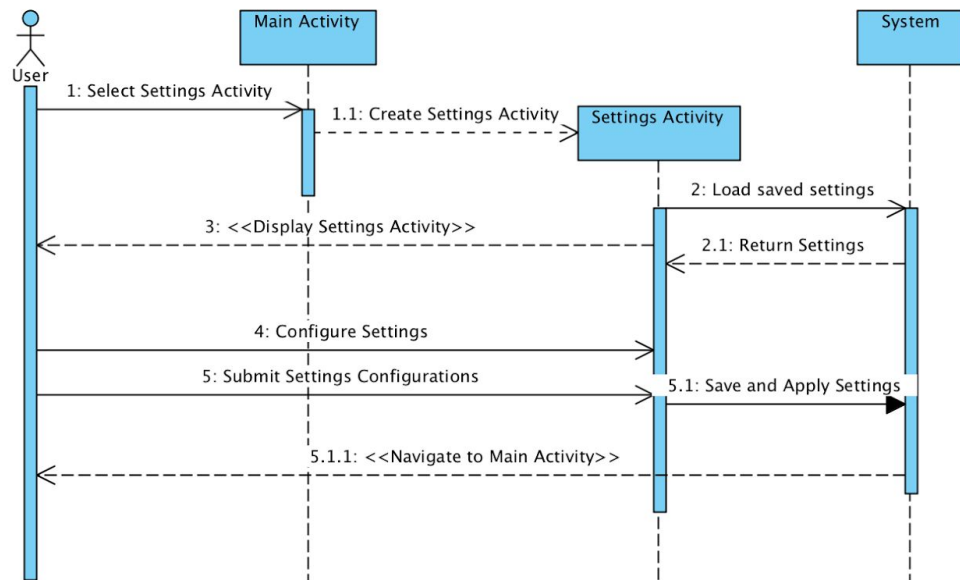 Main Activity
System
User
1: Select Settings Activity
1.1: Create Settings Activity
Settings Activity
2: Load saved settings
3: <<Display Settings Activity>>
2.1: Return Settings
4: Configure Settings
5: Submit Settings Configurations
5.1: Save and Apply Settings
5.1.1: <<Navigate to Main Activity>>